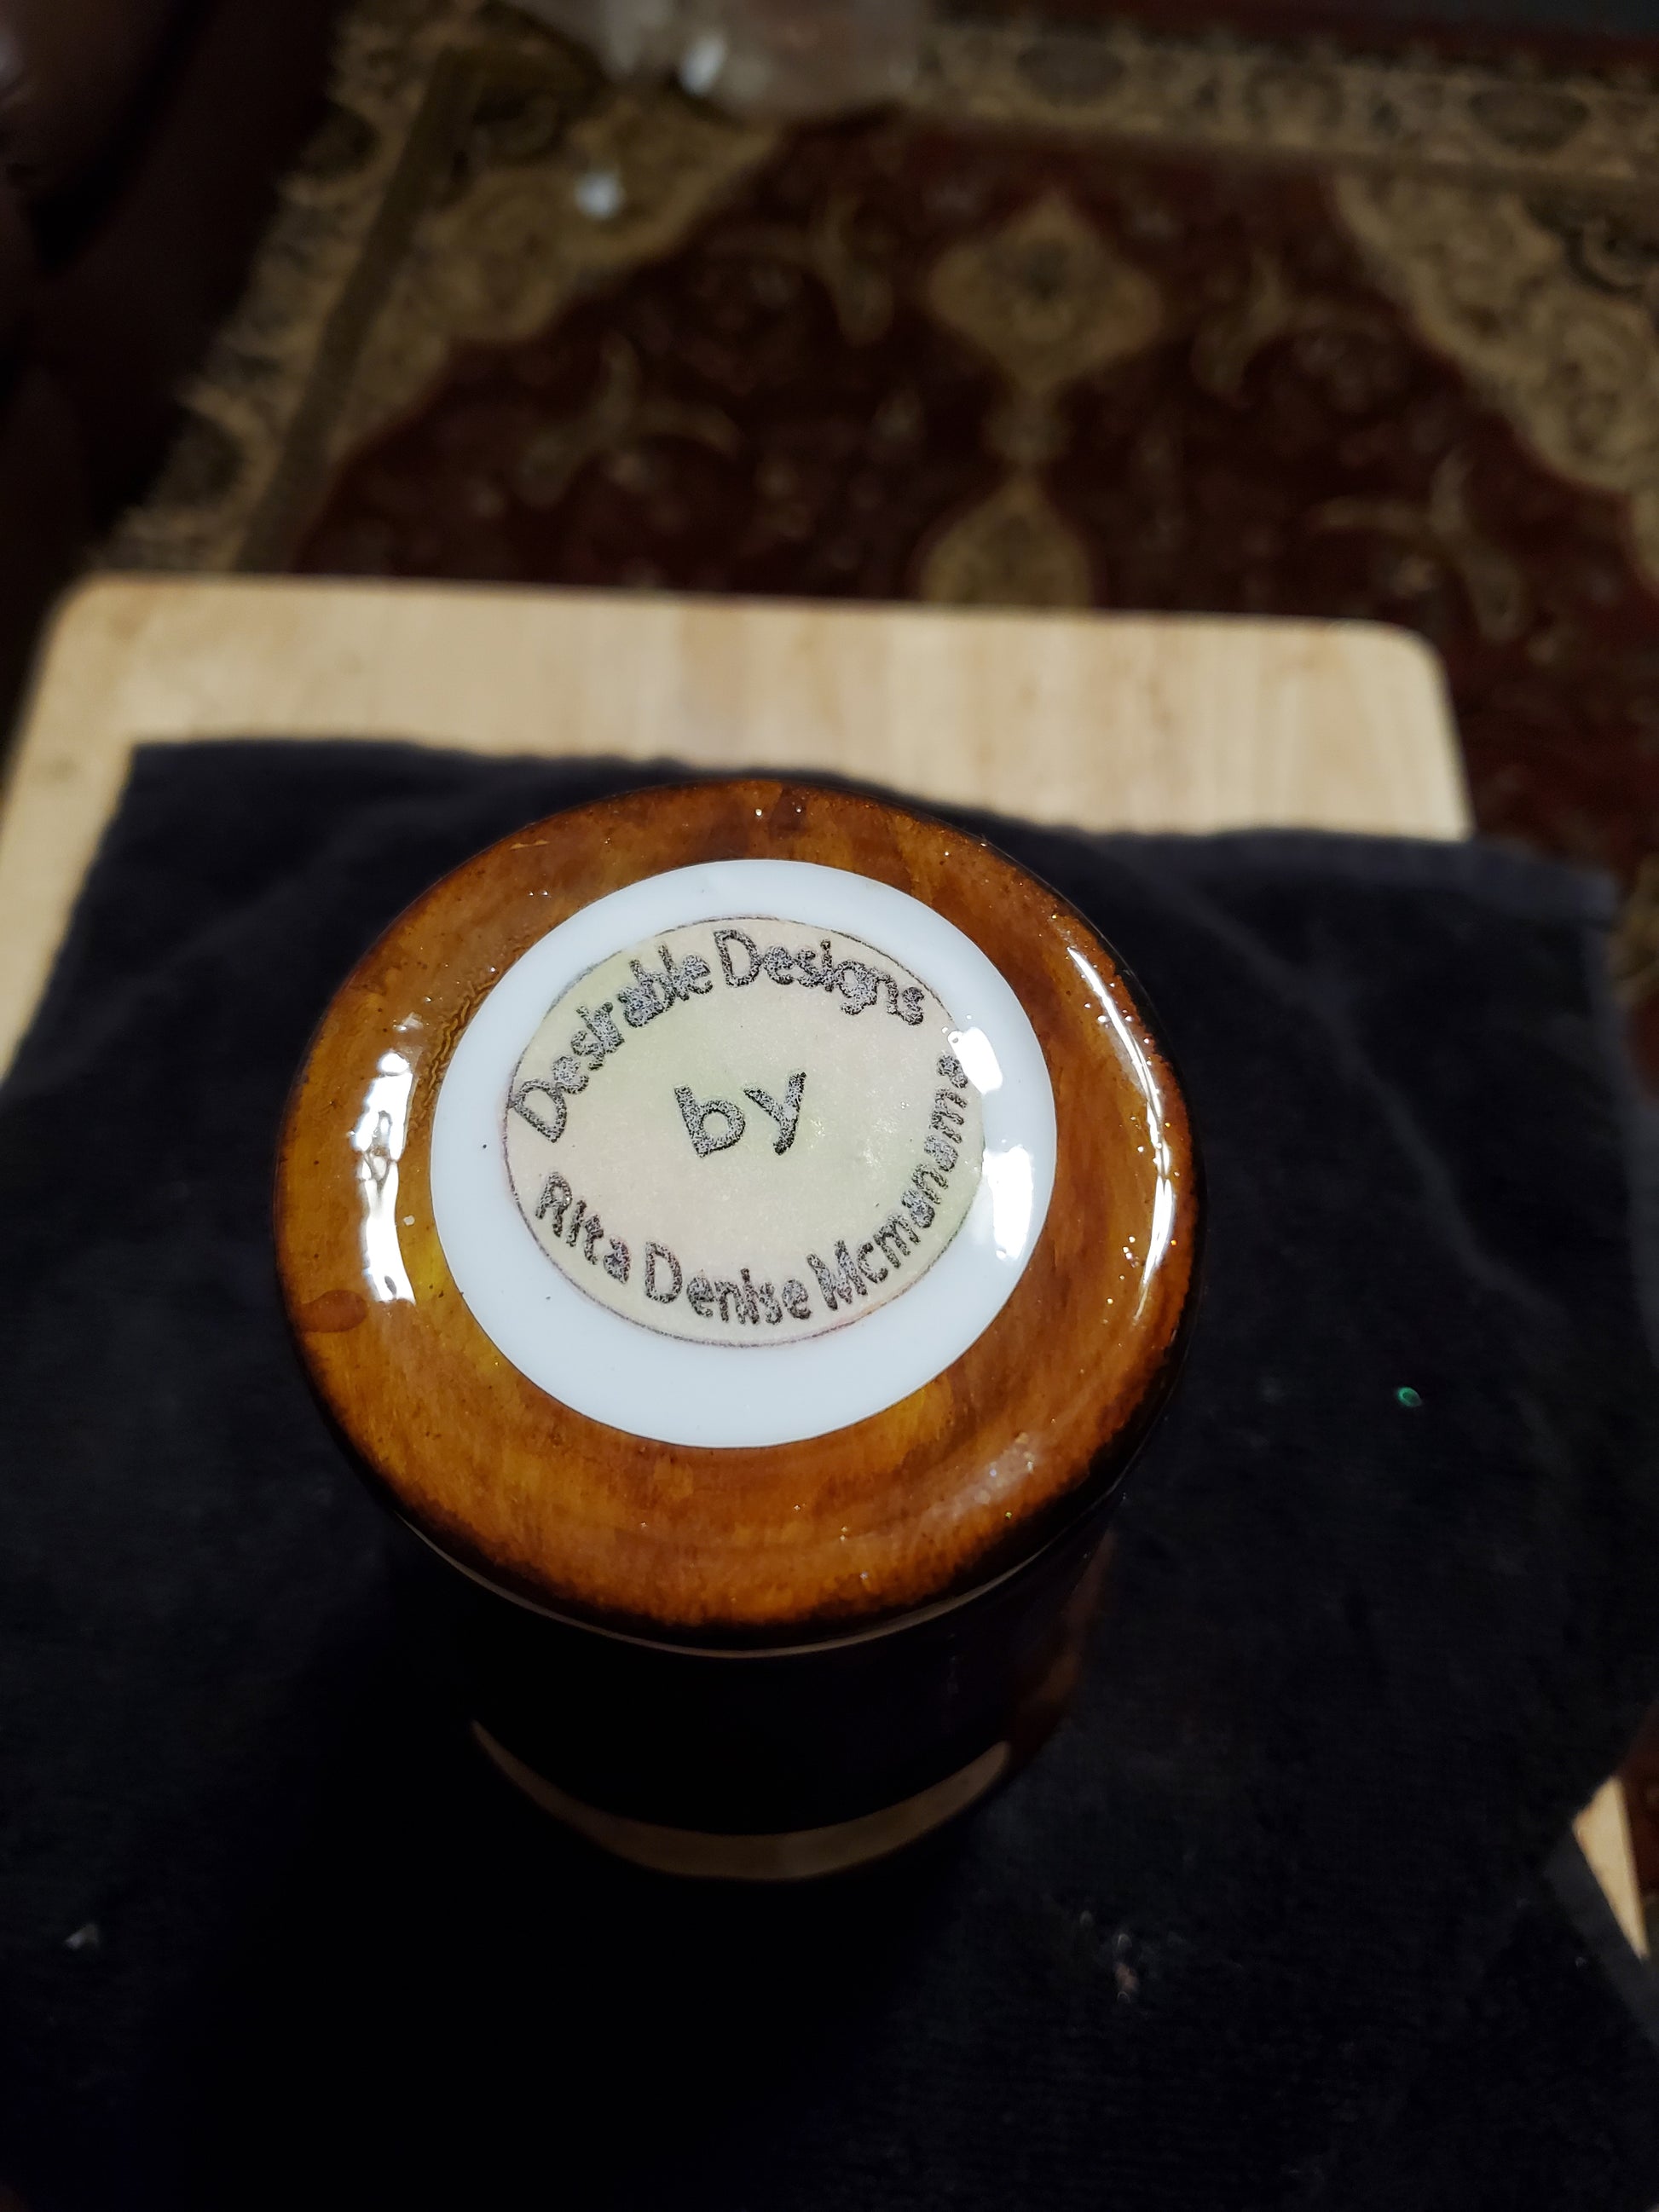 Desirable Designs
by
Rita Denise Mcmanama